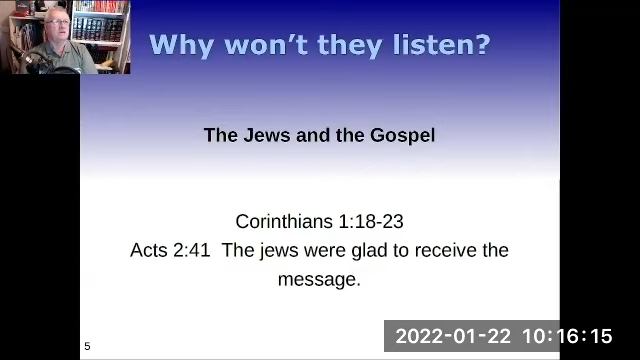 Why won't they listen?
The Jews and the Gospel
Corinthians 1:18-23
Acts 2:41  The jews were glad to receive the
message.
5
2022-01-22 10:16:15